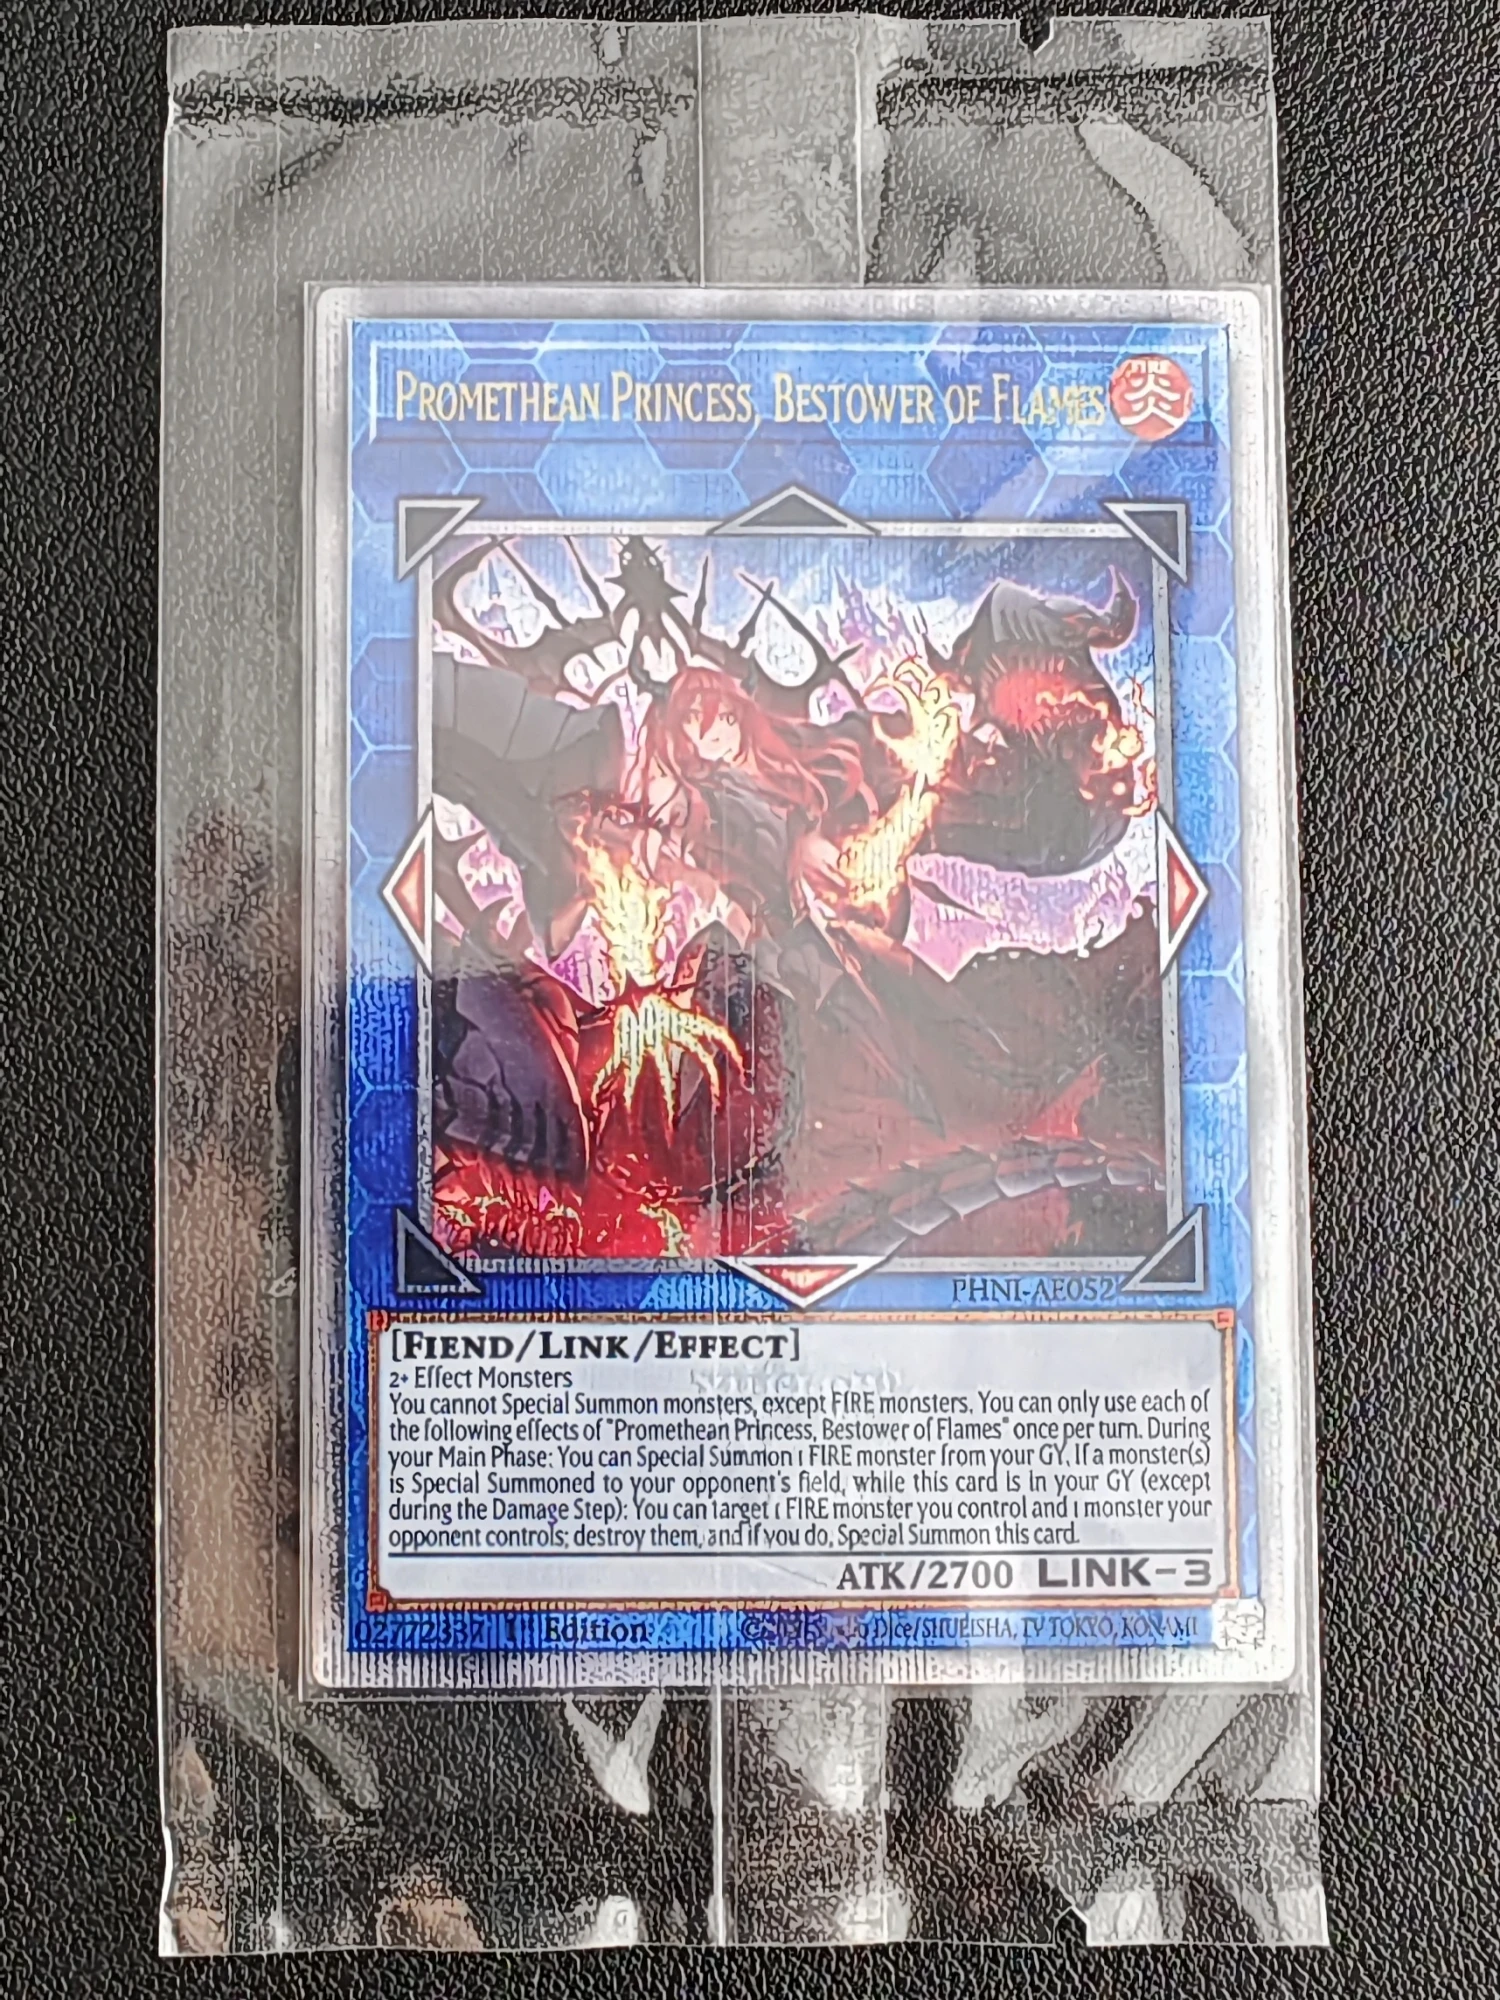 PROMETHEAN PRINCESS, BESTOWER OF FLAMES
FIRE
炎
PHNI-AE052
[FIEND/LINK/EFFECT]
2+ Effect Monsters
You cannot Special Summon monsters, except FIRE monsters. You can only use each of
the following effects of "Promethean Princess, Bestower of Flames" once per turn. During
your Main Phase: You can Special Summon 1 FIRE monster from your GY. If a monster(s)
is Special Summoned to your opponent's field, while this card is in your GY (except
during the Damage Step): You can target 1 FIRE monster you control and 1 monster your
opponent controls; destroy them, and if you do, Special Summon this card.
ATK/2700 LINK-3
02772337 1st Edition Dice/SHUEISHA, TV TOKYO, KONAMI